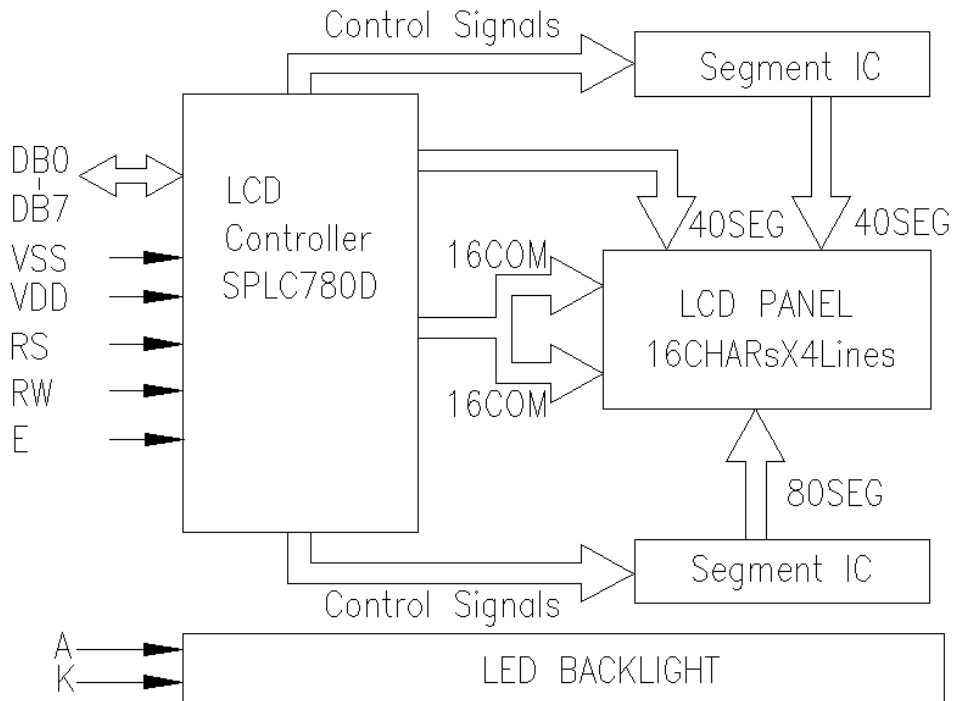 Control Signals
Segment IC
DB0
-
DB7
LCD
Controller
SPLC780D
VSS
VDD
RS
RW
E
40SEG
40SEG
16COM
LCD PANEL
16CHARsX4Lines
16COM
80SEG
Segment IC
Control Signals
A
K
LED BACKLIGHT